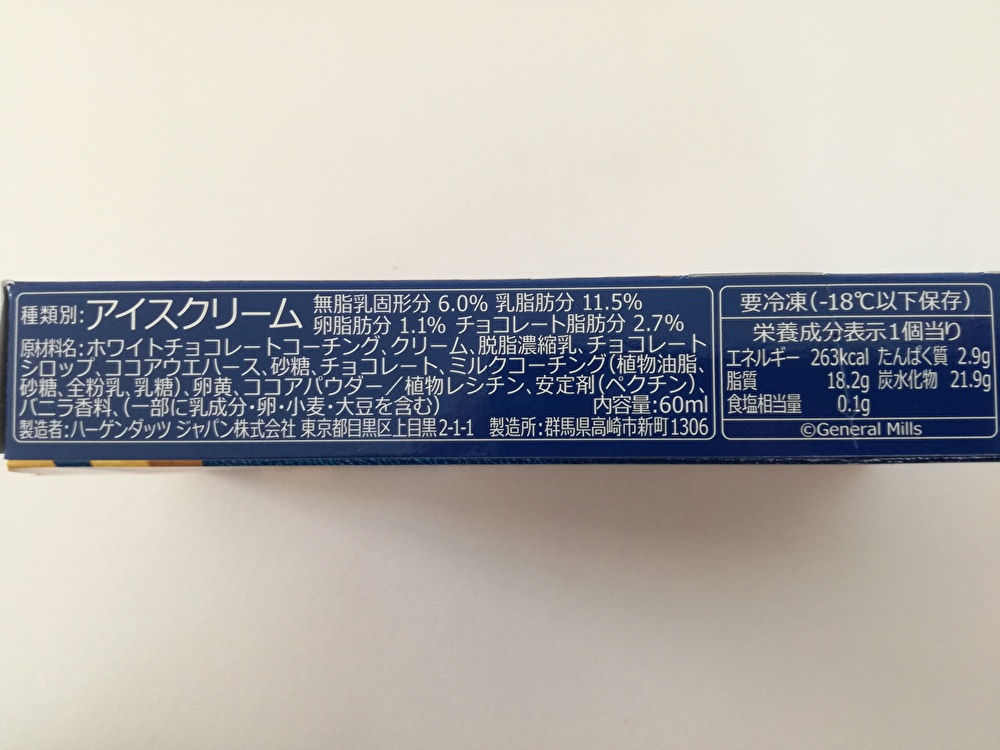 種類別:アイスクリーム 無脂乳固形分 6.0% 乳脂肪分 11.5%
卵脂肪分 1.1% チョコレート脂肪分 2.7%
原材料名:ホワイトチョコレートコーチング、クリーム、脱脂濃縮乳、チョコレート
シロップ、ココアウエハース、砂糖、チョコレート、ミルクコーチング(植物油脂、
砂糖、全粉乳、乳糖)、卵黄、ココアパウダー/植物レシチン、安定剤(ペクチン)、
バニラ香料、(一部に乳成分・卵・小麦・大豆を含む) 内容量:60ml
製造者:ハーゲンダッツ ジャパン株式会社 東京都目黒区上目黒2-1-1 製造所:群馬県高崎市新町1306
要冷凍(-18℃以下保存)
栄養成分表示1個当り
エネルギー 263kcal たんぱく質 2.9g
脂質 18.2g 炭水化物 21.9g
食塩相当量 0.1g
©General Mills